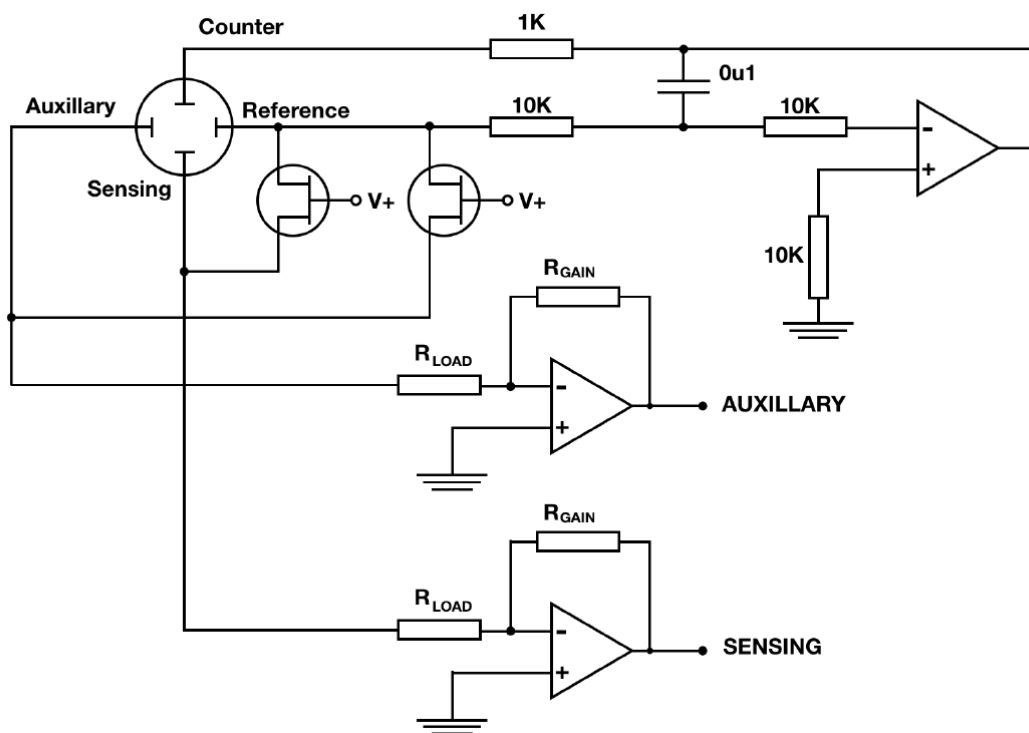 Counter
1K
0u1
Auxillary
Reference
10K
10K
-
+
Sensing
V+
V+
10K
RGAIN
RLOAD
-
+
AUXILLARY
RGAIN
RLOAD
-
+
SENSING